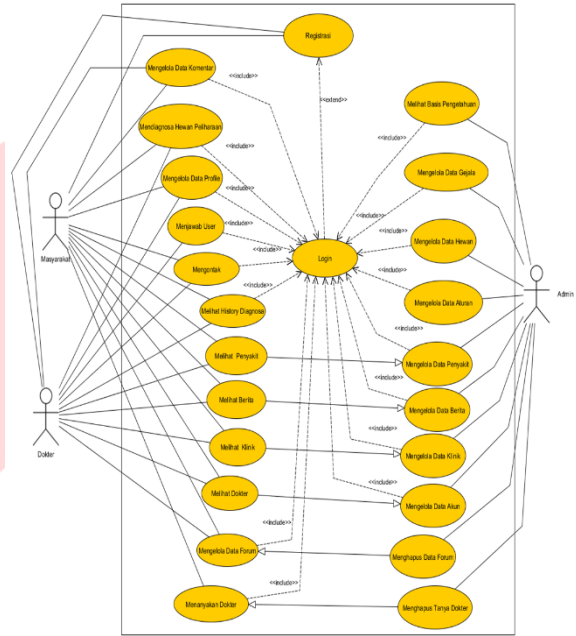 Registrasi
Mengelola Data Komentar
<<include>>
<<extend>>
Melihat Basis Pengetahuan
Mendiagnosa Hewan Peliharaan
<<include>>
<<include>>
Mengelola Data Profile
<<include>>
Mengelola Data Gejala
<<include>>
Masyarakat
Menjawab User
<<include>>
Mengelola Data Hewan
<<include>>
Login
Mengontak
<<include>>
<<include>>
Melihat History Diagnosa
<<include>>
Mengelola Data Aturan
Admin
<<include>>
Melihat Penyakit
Mengelola Data Penyakit
<<include>>
Melihat Berita
Mengelola Data Berita
Dokter
<<include>>
Melihat Klinik
Mengelola Data Klinik
<<include>>
Melihat Dokter
Mengelola Data Akun
<<include>>
Mengelola Data Forum
Menghapus Data Forum
<<include>>
Menanyakan Dokter
Menghapus Tanya Dokter